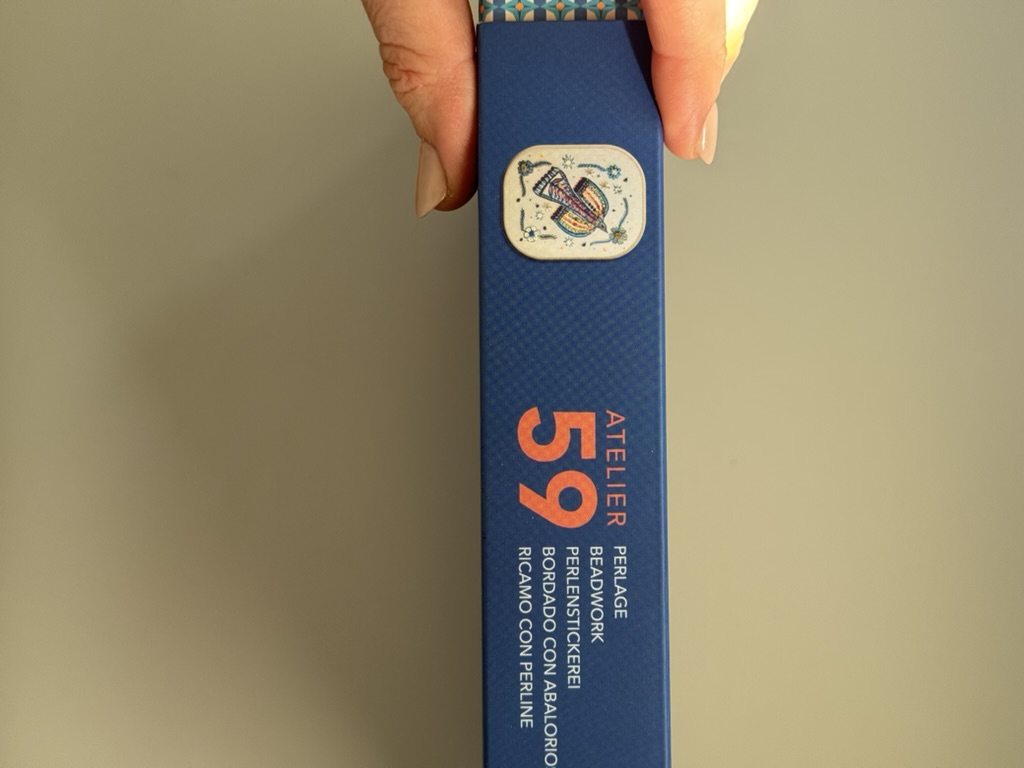 ATELIER
59
PERLAGE
BEADWORK
PERLENSTICKEREI
BORDADO CON ABALORIO
RICAMO CON PERLINE